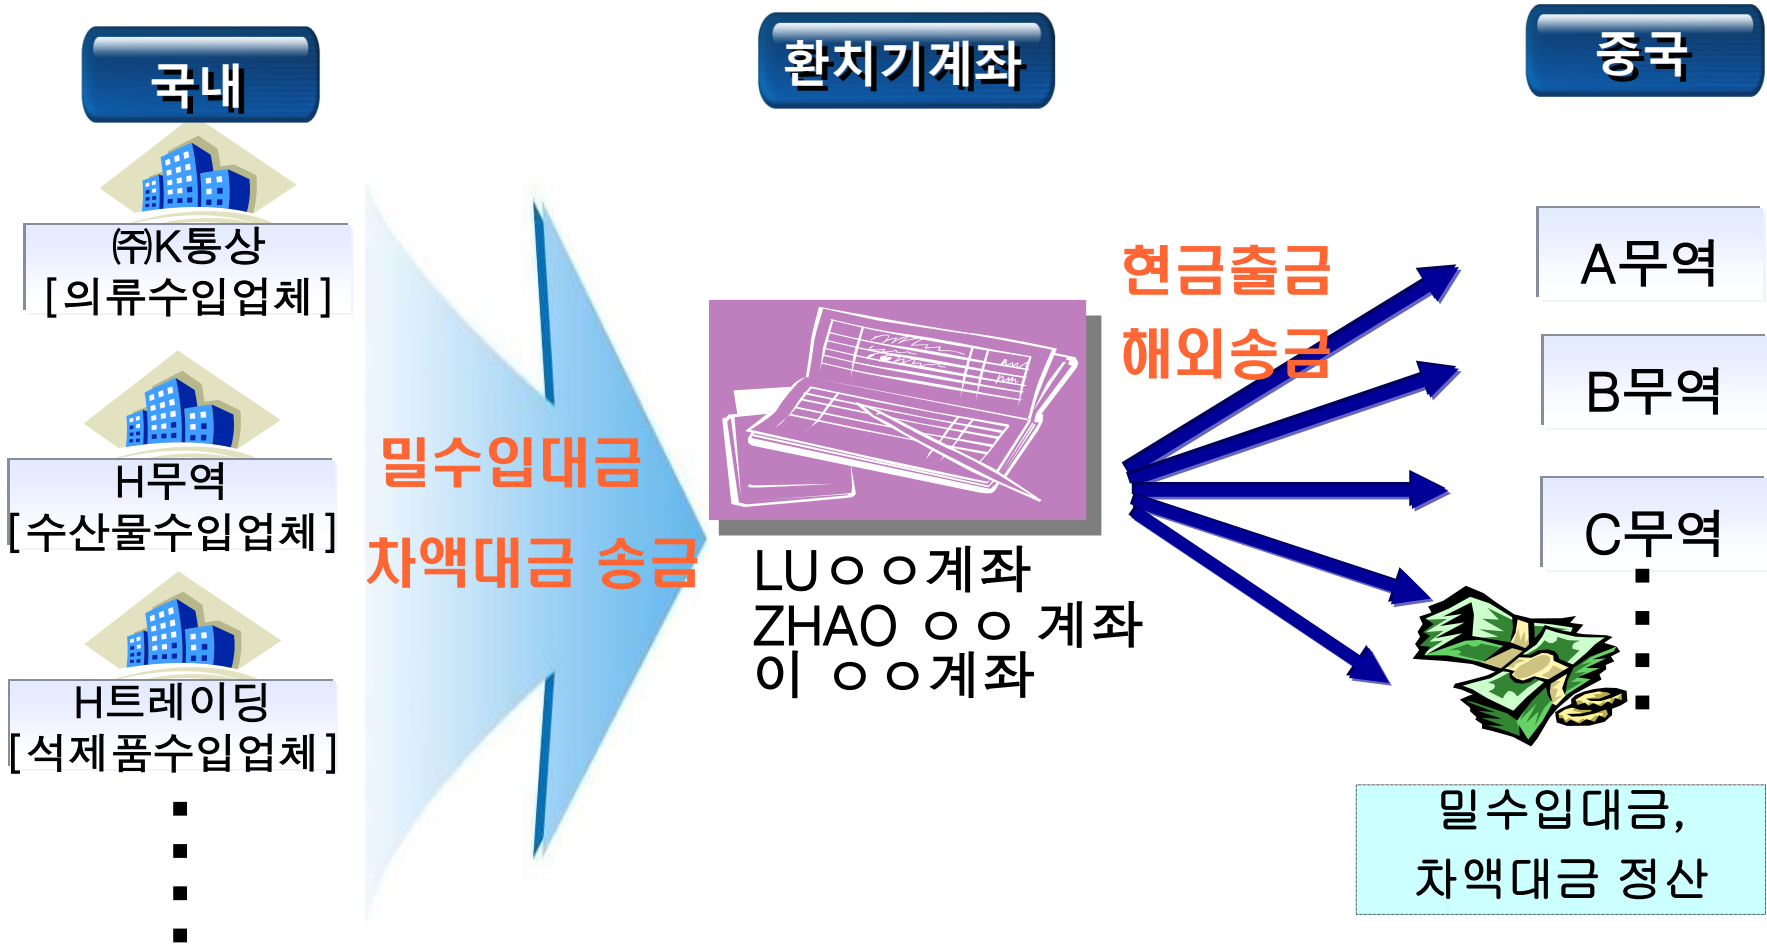 국내
환치기계좌
중국
㈜K통상
[의류수입업체]
H무역
[수산물수입업체]
H트레이딩
[석제품수입업체]
밀수입대금
차액대금 송금
LUㅇㅇ계좌
ZHAO ㅇㅇ 계좌
이 ㅇㅇ계좌
현금출금
해외송금
A무역
B무역
C무역
밀수입대금,
차액대금 정산